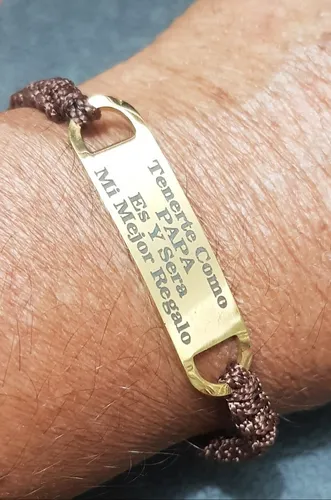 Tenerte Como
PAPA
Es Y Sera
Mi Mejor Regalo